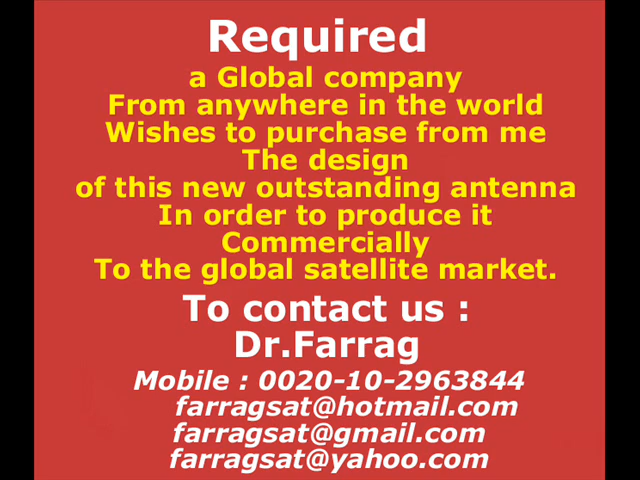 Required
a Global company
From anywhere in the world
Wishes to purchase from me
The design
of this new outstanding antenna
In order to produce it
Commercially
To the global satellite market.
To contact us :
Dr.Farrag
Mobile : 0020-10-2963844
farragsat@hotmail.com
farragsat@gmail.com
farragsat@yahoo.com